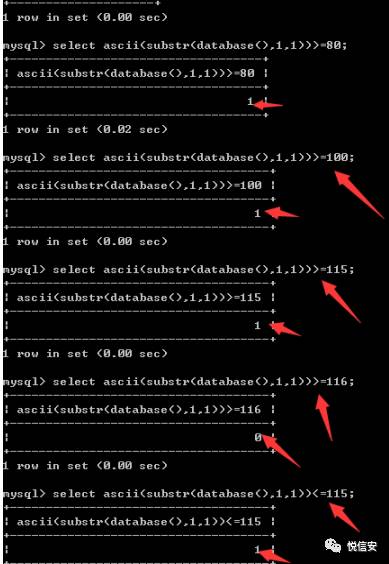 1 row in set (0.00 sec)
mysql> select ascii(substr(database(),1,1))>=80;
ascii(substr(database(),1,1))>=80
1
1 row in set (0.02 sec)
mysql> select ascii(substr(database(),1,1))>=100;
ascii(substr(database(),1,1))>=100
1
1 row in set (0.00 sec)
mysql> select ascii(substr(database(),1,1))>=115;
ascii(substr(database(),1,1))>=115
1
1 row in set (0.00 sec)
mysql> select ascii(substr(database(),1,1))>=116;
ascii(substr(database(),1,1))>=116
0
1 row in set (0.00 sec)
mysql> select ascii(substr(database(),1,1))<=115;
ascii(substr(database(),1,1))<=115
1
悦信安